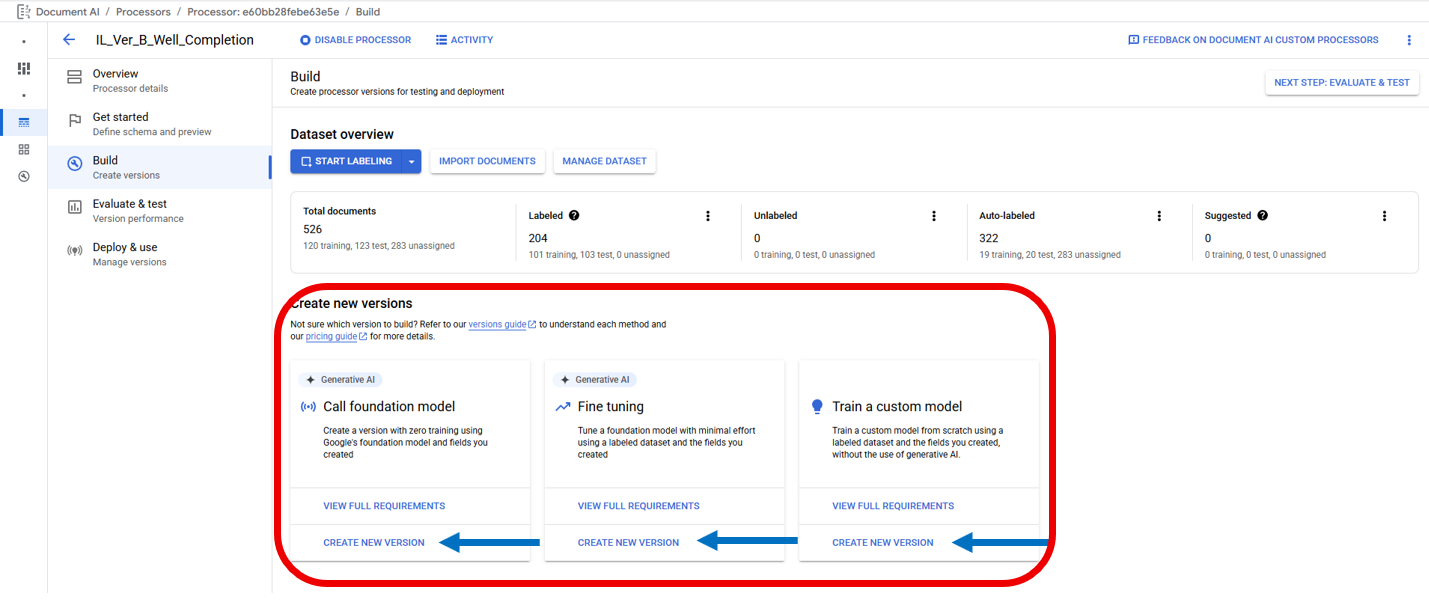 Document AI / Processors / Processor: e60bb28febe63e5e / Build
IL_Ver_B_Well_Completion
DISABLE PROCESSOR
ACTIVITY
FEEDBACK ON DOCUMENT AI CUSTOM PROCESSORS
Overview
Processor details
Get started
Define schema and preview
Build
Create versions
Evaluate & test
Version performance
Deploy & use
Manage versions
Build
Create processor versions for testing and deployment
NEXT STEP: EVALUATE & TEST
Dataset overview
START LABELING
IMPORT DOCUMENTS
MANAGE DATASET
Total documents
526
120 training, 123 test, 283 unassigned
Labeled
204
101 training, 103 test, 0 unassigned
Unlabeled
0
0 training, 0 test, 0 unassigned
Auto-labeled
322
19 training, 20 test, 283 unassigned
Suggested
0
0 training, 0 test, 0 unassigned
Create new versions
Not sure which version to build? Refer to our versions guide to understand each method and
our pricing guide for more details.
Generative AI
Call foundation model
Create a version with zero training using
Google's foundation model and fields you
created
VIEW FULL REQUIREMENTS
CREATE NEW VERSION
Generative AI
Fine tuning
Tune a foundation model with minimal effort
using a labeled dataset and the fields you
created
VIEW FULL REQUIREMENTS
CREATE NEW VERSION
Train a custom model
Train a custom model from scratch using a
labeled dataset and the fields you created,
without the use of generative AI.
VIEW FULL REQUIREMENTS
CREATE NEW VERSION